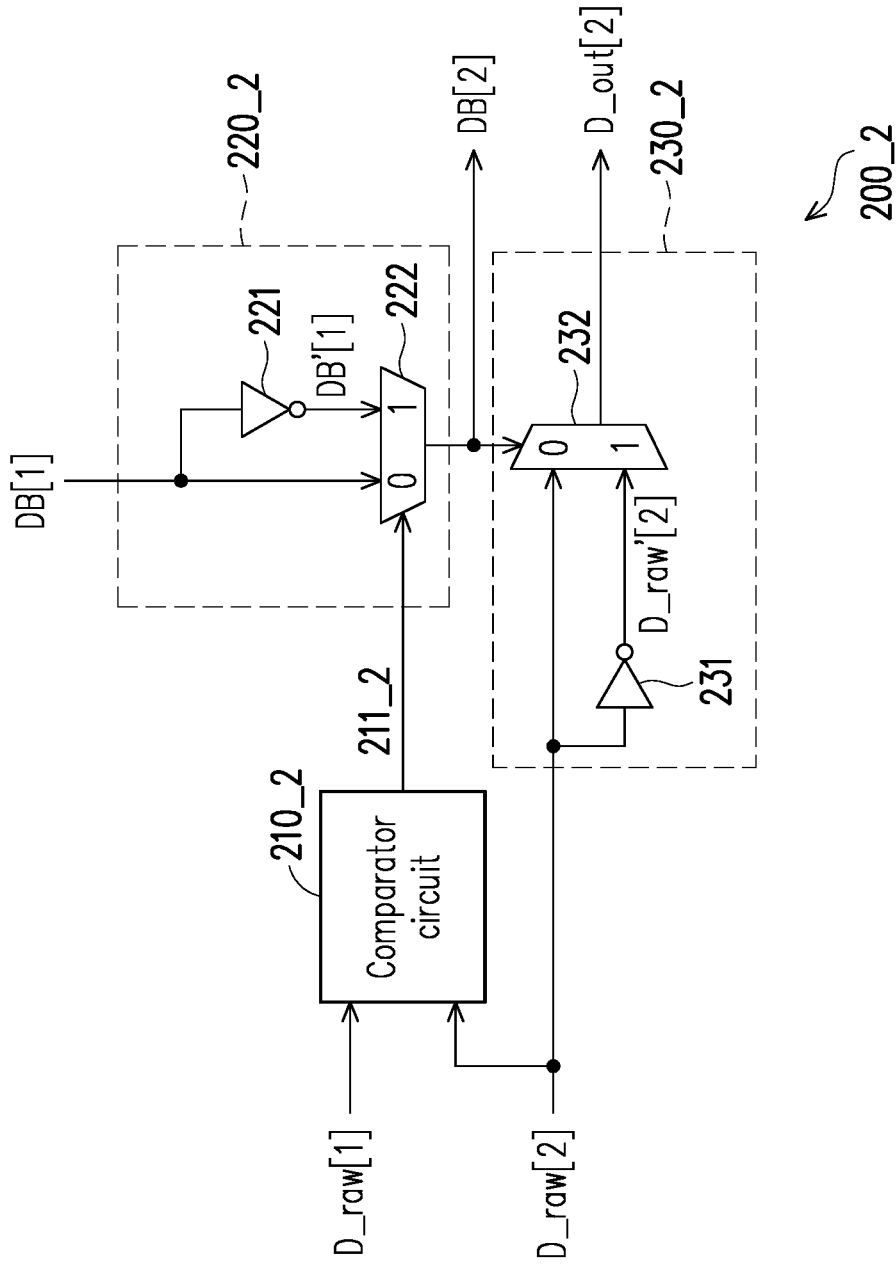 DB[1]
220_2
221
DB'[1]
222
0 1
DB[2]
210_2
Comparator
circuit
211_2
D_raw[1]
D_raw[2]
232
0
1
D_out[2]
D_raw'[2]
231
230_2
200_2